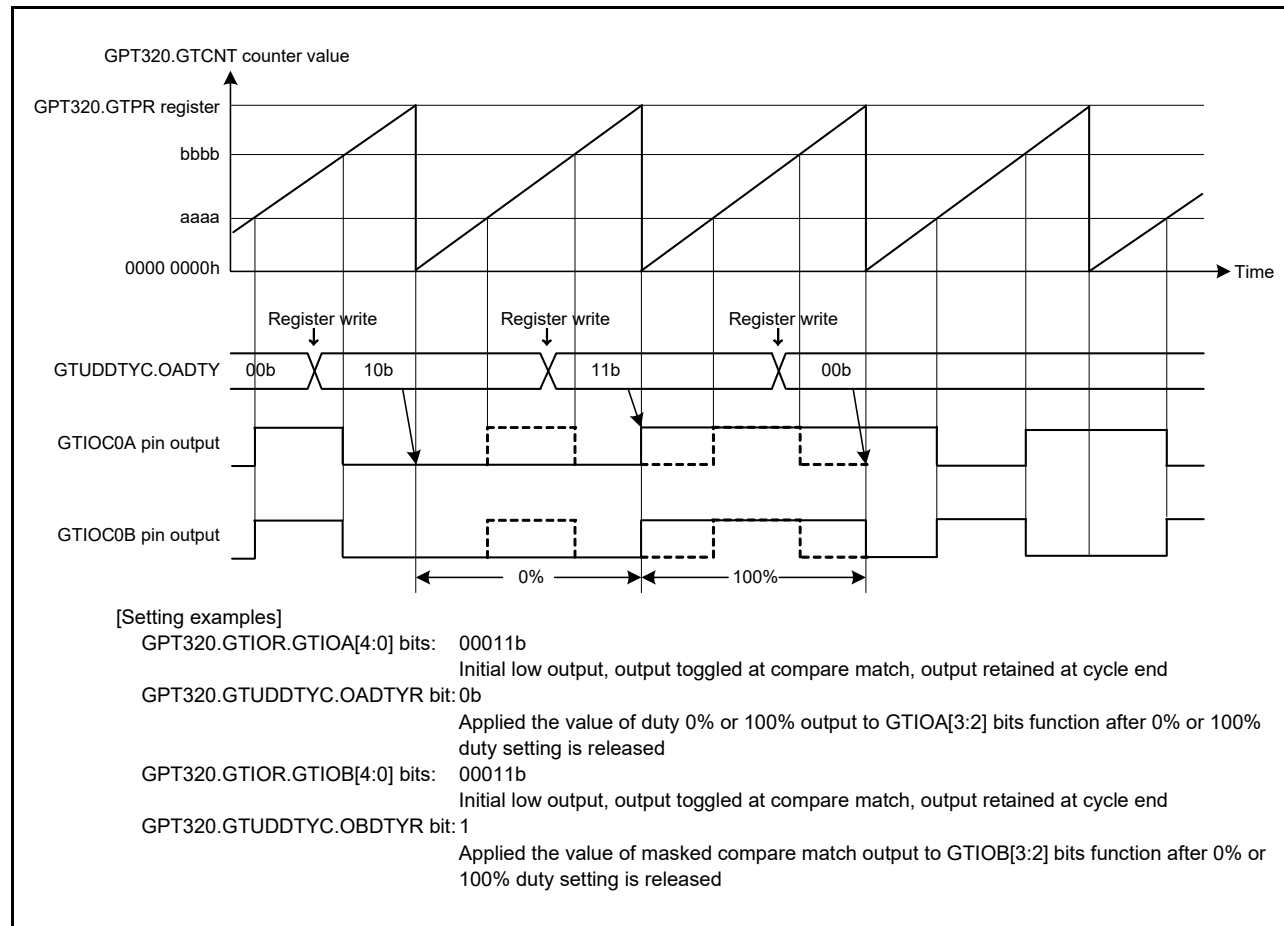 GPT320.GTCNT counter value
GPT320.GTPR register
bbbb
aaaa
0000 0000h
Time
Register write Register write Register write
GTUDDTYC.OADTY 00b 10b 11b 00b
GTIOC0A pin output
GTIOC0B pin output
0% 100%
[Setting examples]
GPT320.GTIOR.GTIOA[4:0] bits: 00011b
Initial low output, output toggled at compare match, output retained at cycle end
GPT320.GTUDDTYC.OADTYR bit: 0b
Applied the value of duty 0% or 100% output to GTIOA[3:2] bits function after 0% or 100%
duty setting is released
GPT320.GTIOR.GTIOB[4:0] bits: 00011b
Initial low output, output toggled at compare match, output retained at cycle end
GPT320.GTUDDTYC.OBDTYR bit: 1
Applied the value of masked compare match output to GTIOB[3:2] bits function after 0% or
100% duty setting is released